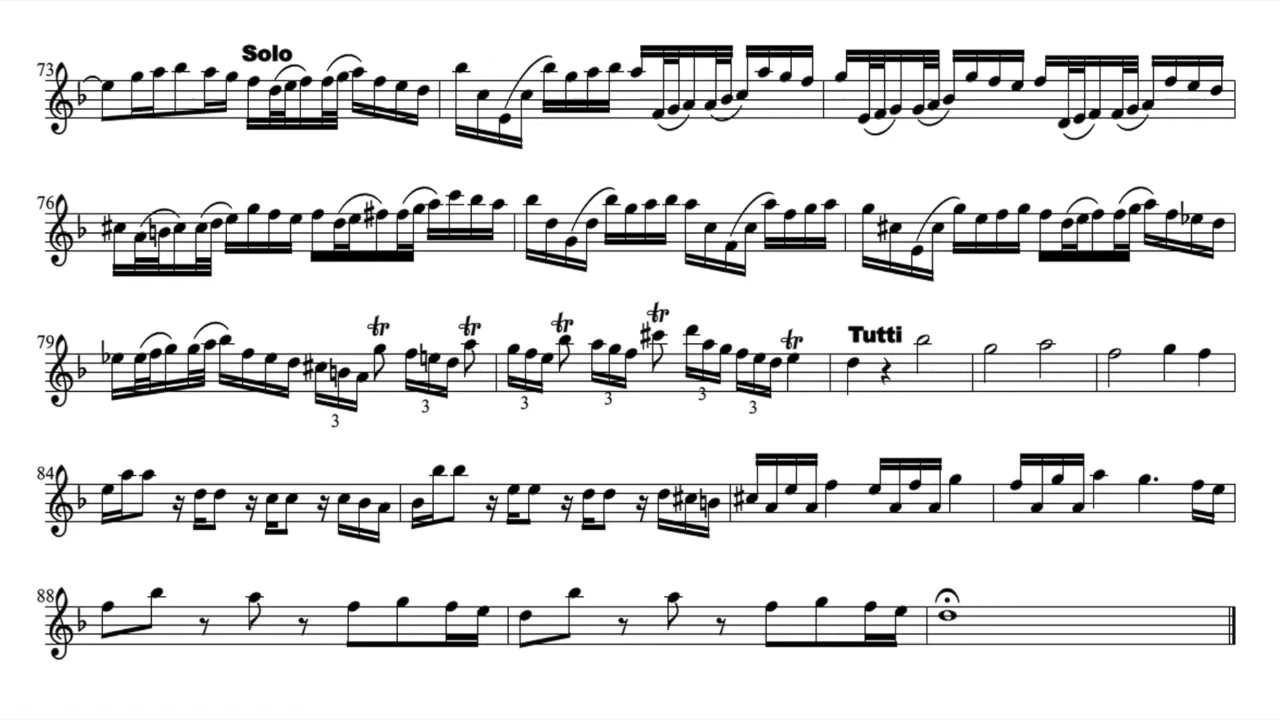 Solo
73
76
79 tr tr tr tr tr
3 3 3 3 3 3
Tutti
84
88